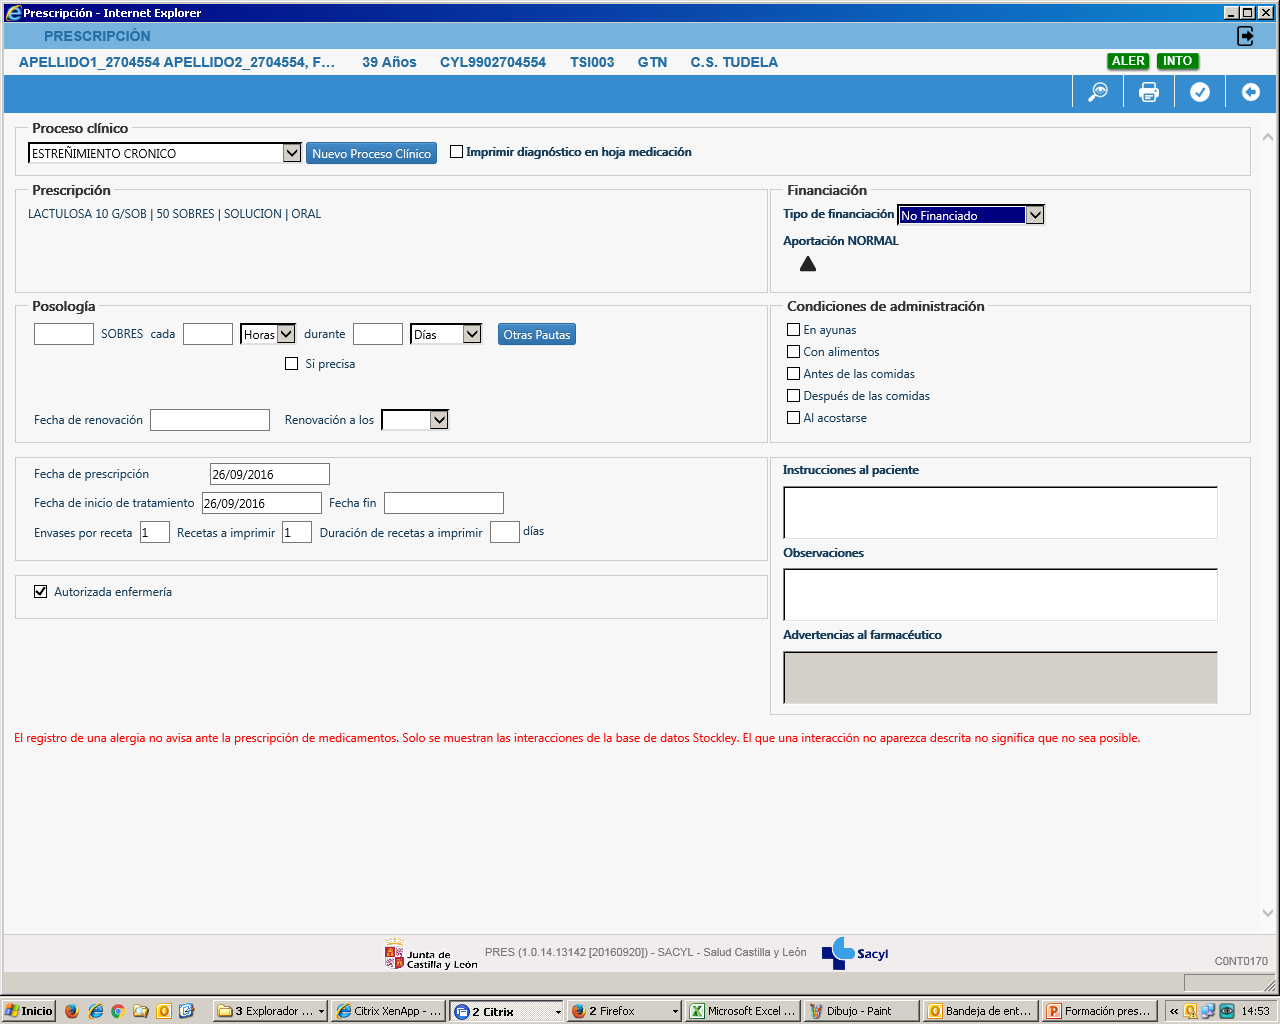 Prescripción - Internet Explorer
PRESCRIPCIÓN
APELLIDO1_2704554 APELLIDO2_2704554, F... 39 Años CYL9902704554 TSI003 GTN C.S. TUDELA ALER INTO
Proceso clínico
ESTREÑIMIENTO CRONICO Nuevo Proceso Clínico Imprimir diagnóstico en hoja medicación
Prescripción
LACTULOSA 10 G/SOB | 50 SOBRES | SOLUCION | ORAL
Financiación
Tipo de financiación No Financiado
Aportación NORMAL
Posología
SOBRES cada Horas durante Días Otras Pautas
Si precisa
Fecha de renovación Renovación a los
Condiciones de administración
En ayunas
Con alimentos
Antes de las comidas
Después de las comidas
Al acostarse
Fecha de prescripción 26/09/2016
Fecha de inicio de tratamiento 26/09/2016 Fecha fin
Envases por receta 1 Recetas a imprimir 1 Duración de recetas a imprimir días
Autorizada enfermería
Instrucciones al paciente
Observaciones
Advertencias al farmacéutico
El registro de una alergia no avisa ante la prescripción de medicamentos. Solo se muestran las interacciones de la base de datos Stockley. El que una interacción no aparezca descrita no significa que no sea posible.
Junta de Castilla y León PRES (1.0.14.13142 [20160920]) - SACYL - Salud Castilla y León Sacyl
C0NT0170
Inicio 3 Explorador ... Citrix XenApp - ... 2 Citrix 2 Firefox Microsoft Excel ... Dibujo - Paint Bandeja de ent... Formación pres... 14:53